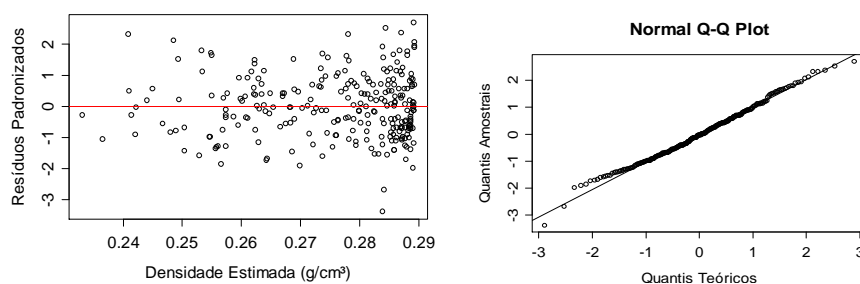 Resíduos Padronizados
2
1
0
-1
-2
-3
0.24 0.25 0.26 0.27 0.28 0.29
Densidade Estimada (g/cm³)
Normal Q-Q Plot
Quantis Amostrais
2
1
0
-1
-2
-3
-3 -2 -1 0 1 2 3
Quantis Teóricos